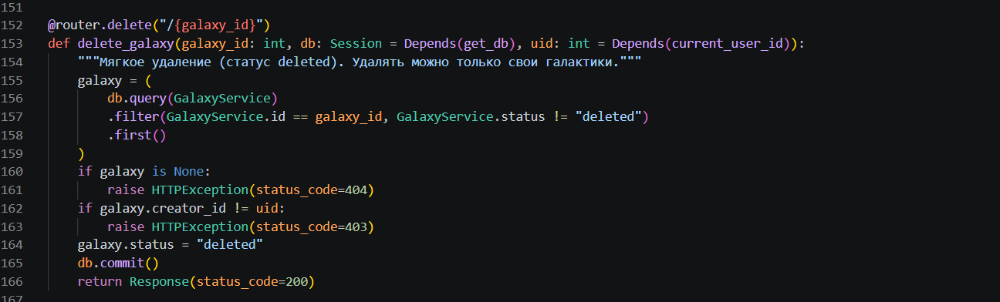 151
152 @router.delete("/{galaxy_id}")
153 def delete_galaxy(galaxy_id: int, db: Session = Depends(get_db), uid: int = Depends(current_user_id)):
154 """Мягкое удаление (статус deleted). Удалять можно только свои галактики."""
155 galaxy = (
156 db.query(GalaxyService)
157 .filter(GalaxyService.id == galaxy_id, GalaxyService.status != "deleted")
158 .first()
159 )
160 if galaxy is None:
161 raise HTTPException(status_code=404)
162 if galaxy.creator_id != uid:
163 raise HTTPException(status_code=403)
164 galaxy.status = "deleted"
165 db.commit()
166 return Response(status_code=200)
167